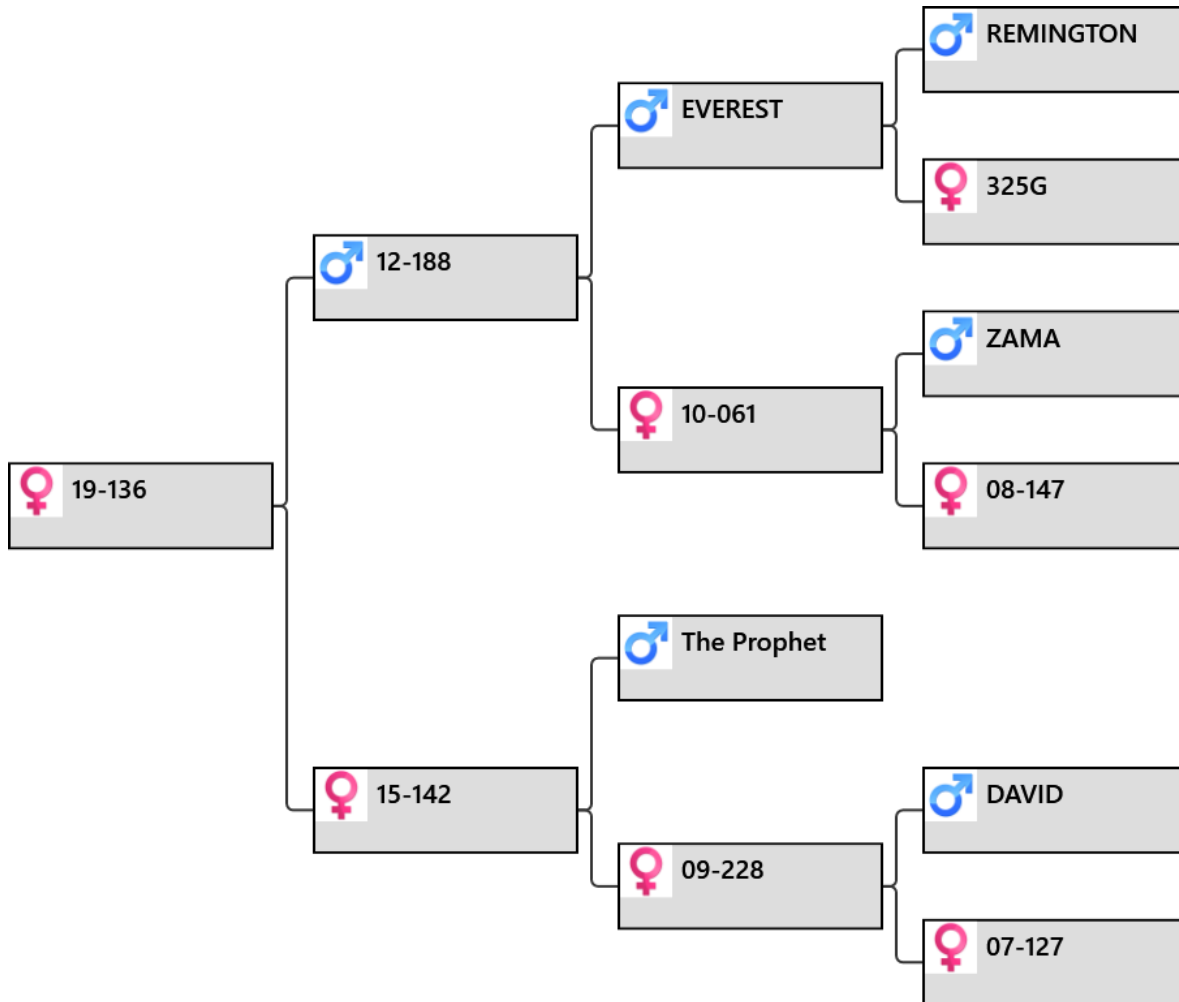 REMINGTON
EVEREST
325G
12-188
ZAMA
10-061
19-136
08-147
The Prophet
15-142
DAVID
09-228
07-127